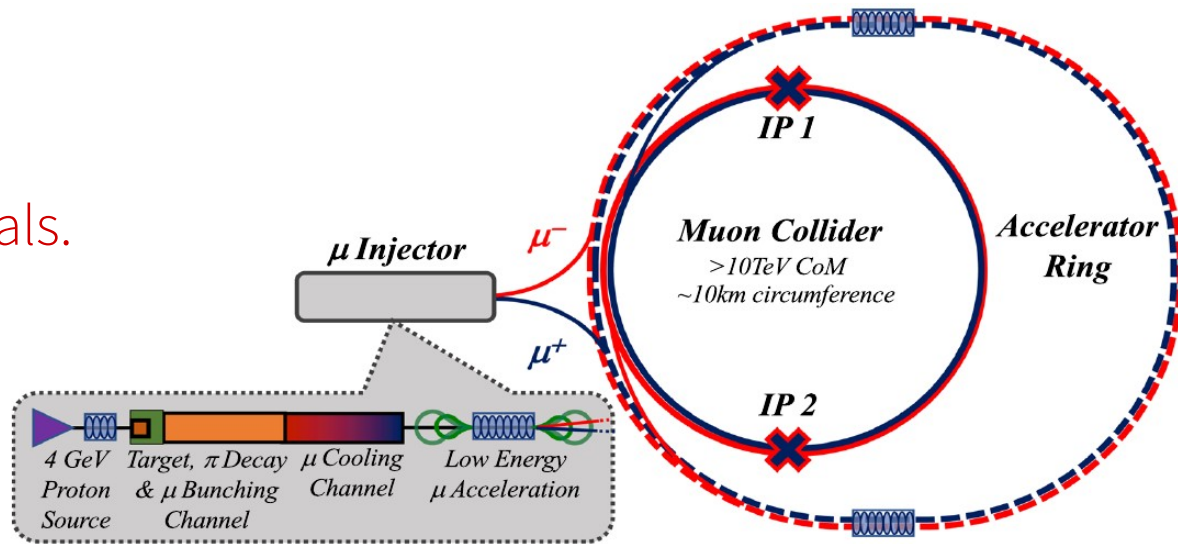 als.
μ Injector
μ⁻
μ⁺
IP 1
Muon Collider
>10TeV CoM
~10km circumference
IP 2
Accelerator
Ring
4 GeV
Proton
Source
Target, π Decay
& μ Bunching
Channel
μ Cooling
Channel
Low Energy
μ Acceleration